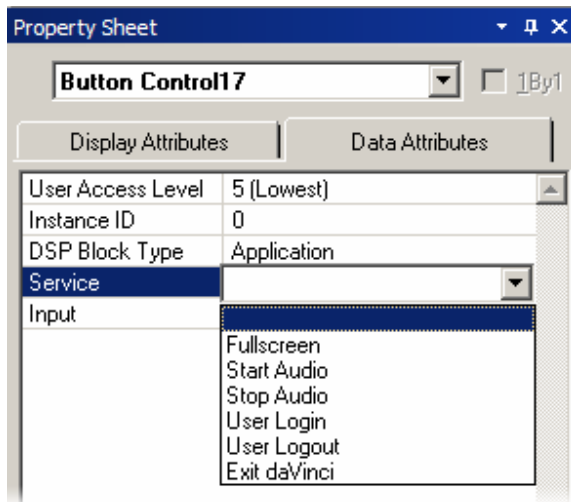 Property Sheet
Button Control17 1By1
Display Attributes Data Attributes
User Access Level 5 (Lowest)
Instance ID 0
DSP Block Type Application
Service
Input
Fullscreen
Start Audio
Stop Audio
User Login
User Logout
Exit daVinci